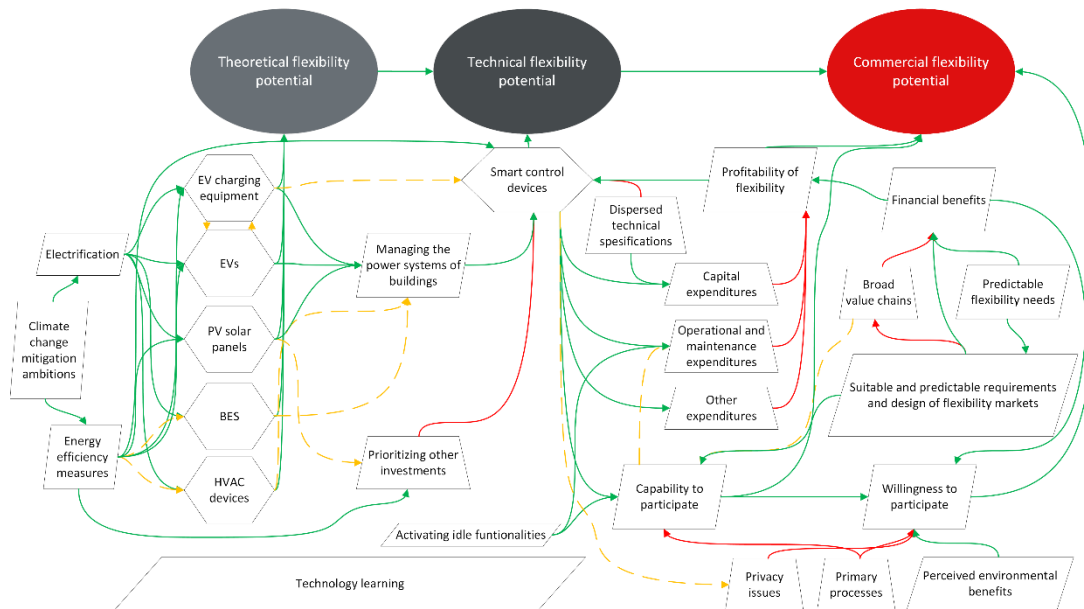 Theoretical flexibility
potential
Technical flexibility
potential
Commercial flexibility
potential
EV charging
equipment
Smart control
devices
Profitability of
flexibility
Financial benefits
Dispersed
technical
spesifications
Electrification
EVs
Managing the
power systems of
buildings
Capital
expenditures
Broad
value chains
Predictable
flexibility needs
Climate
change
mitigation
ambitions
PV solar
panels
Operational and
maintenance
expenditures
Suitable and predictable requirements
and design of flexibility markets
BES
Other
expenditures
Energy
efficiency
measures
Prioritizing other
investments
HVAC
devices
Capability to
participate
Willingness to
participate
Activating idle funtionalities
Technology learning
Privacy
issues
Primary
processes
Perceived environmental
benefits